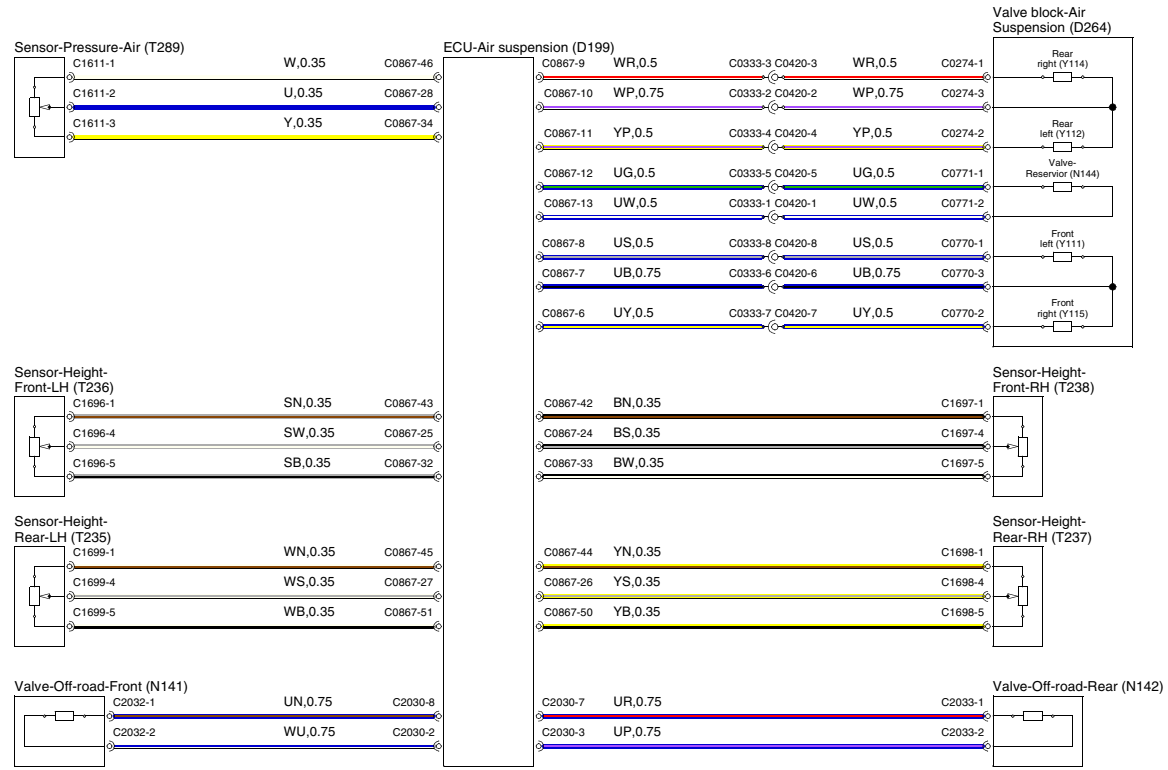 Valve block-Air
Suspension (D264)
Sensor-Pressure-Air (T289)
ECU-Air suspension (D199)
C1611-1 W,0.35 C0867-46
C1611-2 U,0.35 C0867-28
C1611-3 Y,0.35 C0867-34
C0867-9 WR,0.5 C0333-3 C0420-3 WR,0.5 C0274-1
Rear
right (Y114)
C0867-10 WP,0.75 C0333-2 C0420-2 WP,0.75 C0274-3
C0867-11 YP,0.5 C0333-4 C0420-4 YP,0.5 C0274-2
Rear
left (Y112)
C0867-12 UG,0.5 C0333-5 C0420-5 UG,0.5 C0771-1
Valve-
Reservior (N144)
C0867-13 UW,0.5 C0333-1 C0420-1 UW,0.5 C0771-2
C0867-8 US,0.5 C0333-8 C0420-8 US,0.5 C0770-1
Front
left (Y111)
C0867-7 UB,0.75 C0333-6 C0420-6 UB,0.75 C0770-3
C0867-6 UY,0.5 C0333-7 C0420-7 UY,0.5 C0770-2
Front
right (Y115)
Sensor-Height-
Front-LH (T236)
C1696-1 SN,0.35 C0867-43
C1696-4 SW,0.35 C0867-25
C1696-5 SB,0.35 C0867-32
Sensor-Height-
Front-RH (T238)
C0867-42 BN,0.35 C1697-1
C0867-24 BS,0.35 C1697-4
C0867-33 BW,0.35 C1697-5
Sensor-Height-
Rear-LH (T235)
C1699-1 WN,0.35 C0867-45
C1699-4 WS,0.35 C0867-27
C1699-5 WB,0.35 C0867-51
Sensor-Height-
Rear-RH (T237)
C0867-44 YN,0.35 C1698-1
C0867-26 YS,0.35 C1698-4
C0867-50 YB,0.35 C1698-5
Valve-Off-road-Front (N141)
C2032-1 UN,0.75 C2030-8
C2032-2 WU,0.75 C2030-2
Valve-Off-road-Rear (N142)
C2030-7 UR,0.75 C2033-1
C2030-3 UP,0.75 C2033-2